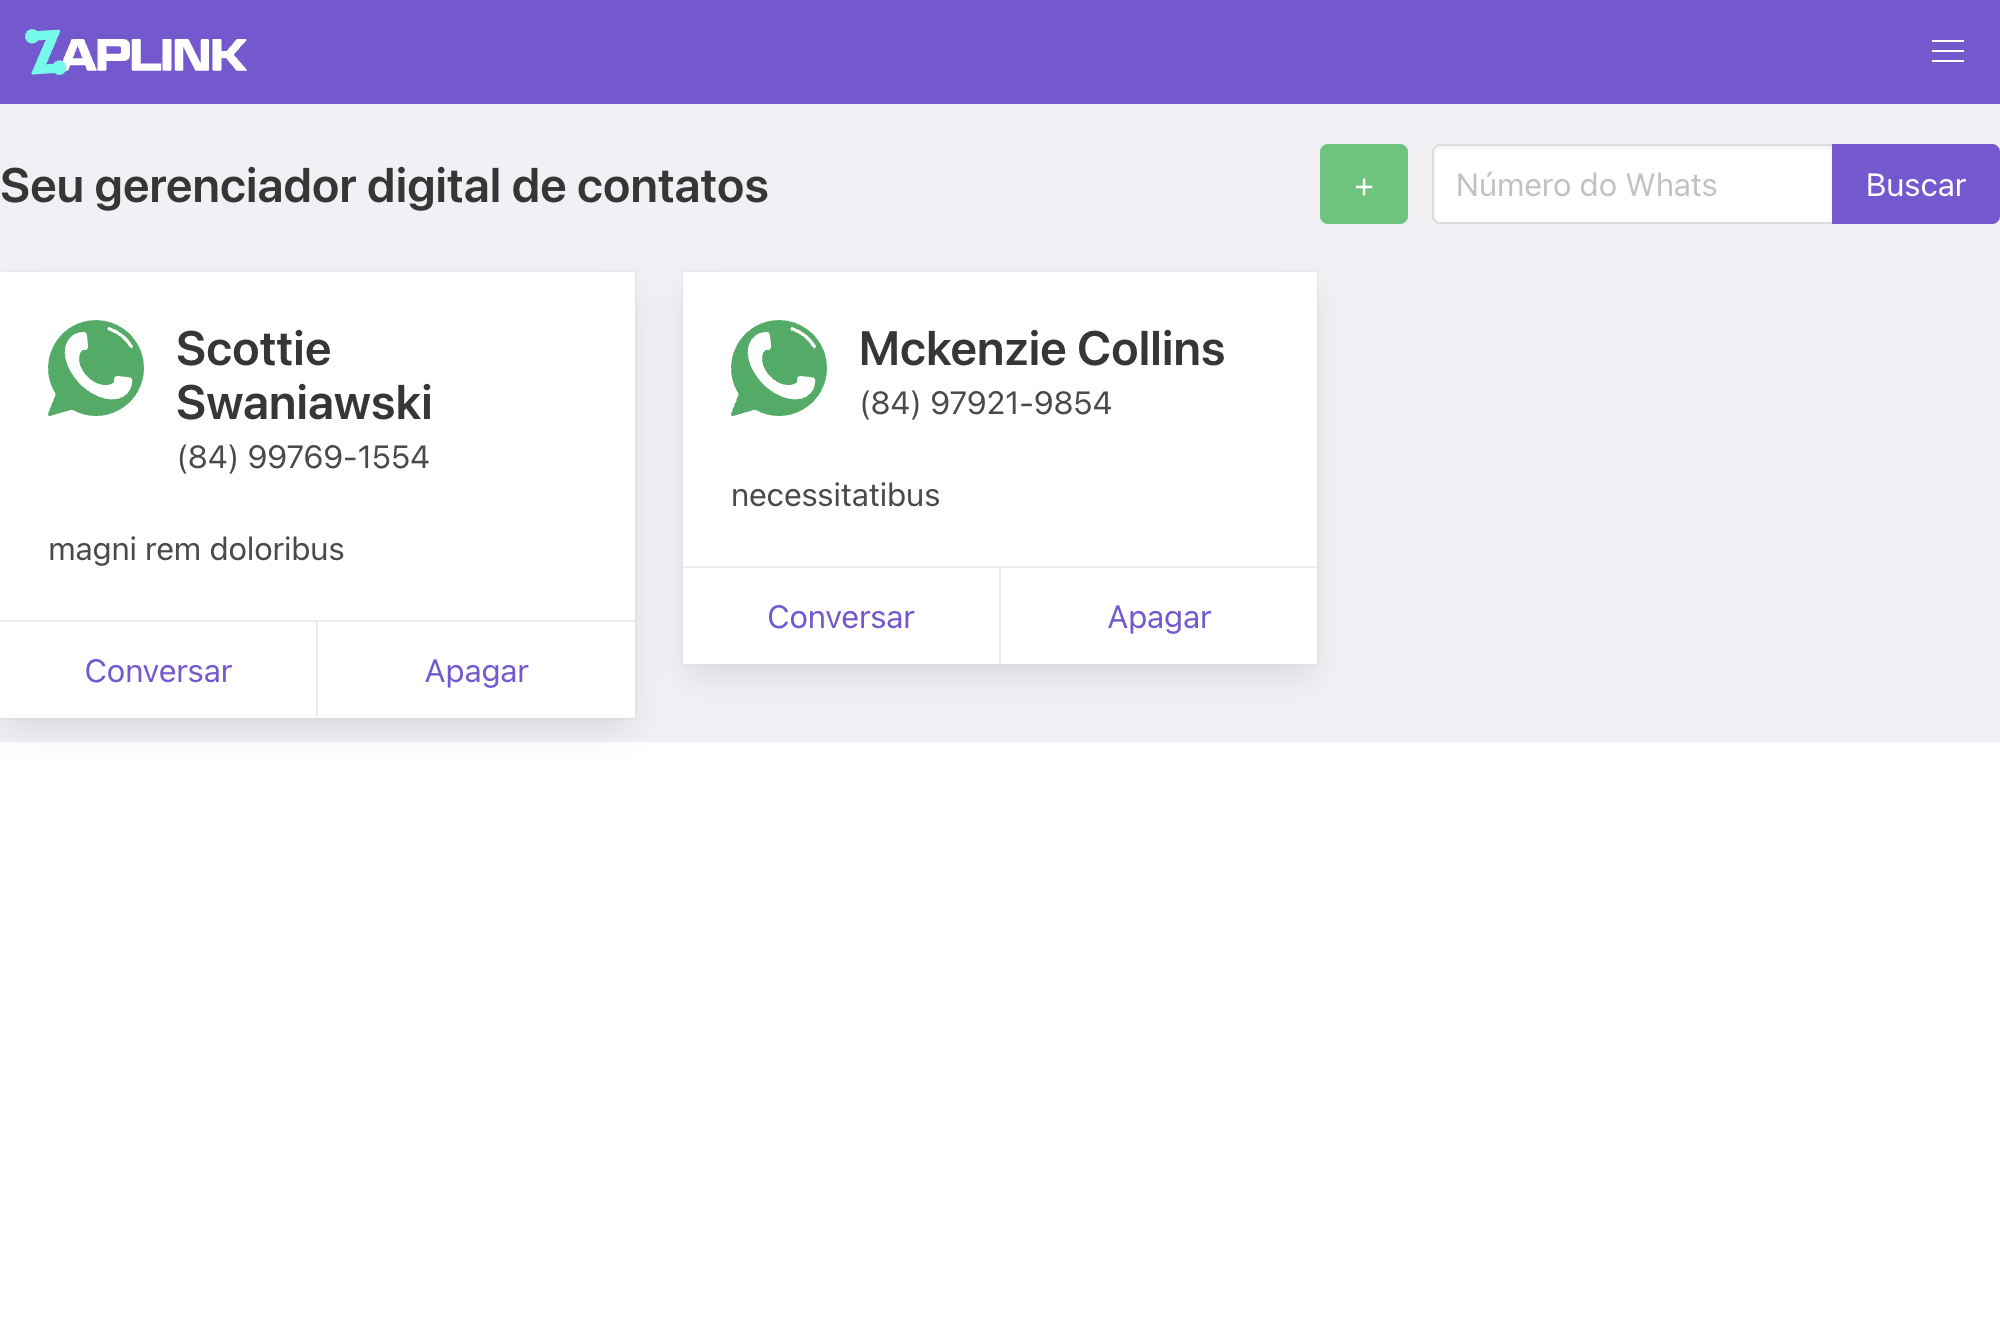 ZAPLINK
Seu gerenciador digital de contatos
+
Número do Whats
Buscar
Scottie
Swaniawski
(84) 99769-1554
magni rem doloribus
Conversar
Apagar
Mckenzie Collins
(84) 97921-9854
necessitatibus
Conversar
Apagar